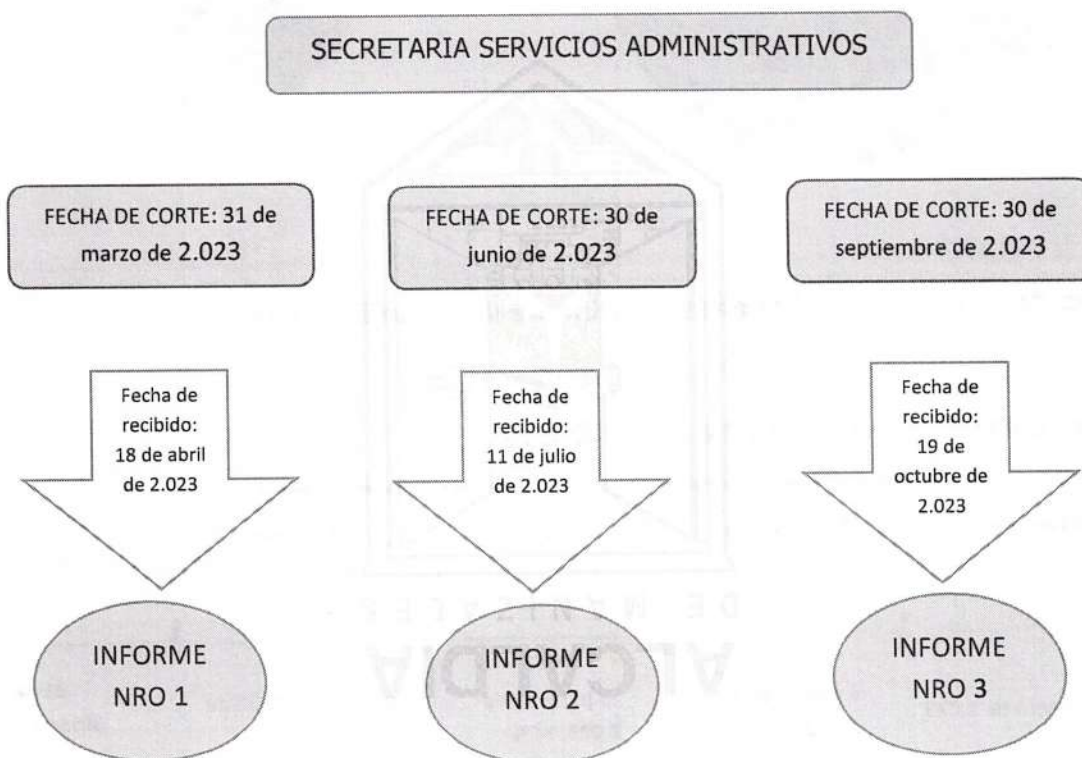 SECRETARIA SERVICIOS ADMINISTRATIVOS
FECHA DE CORTE: 31 de
marzo de 2.023
FECHA DE CORTE: 30 de
junio de 2.023
FECHA DE CORTE: 30 de
septiembre de 2.023
Fecha de
recibido:
18 de abril
de 2.023
Fecha de
recibido:
11 de julio
de 2.023
Fecha de
recibido:
19 de
octubre de
2.023
INFORME
NRO 1
INFORME
NRO 2
INFORME
NRO 3
ALCALDIA
DE MANIZALES